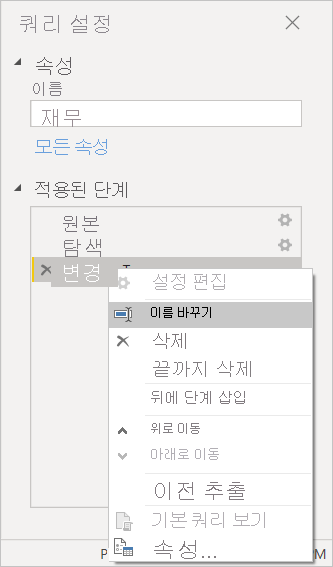 쿼리 설정
속성
이름
재무
모든 속성
적용된 단계
원본
탐색
변경
설정 편집
이름 바꾸기
삭제
끝까지 삭제
뒤에 단계 삽입
위로 이동
아래로 이동
이전 추출
기본 쿼리 보기
속성...
P
M